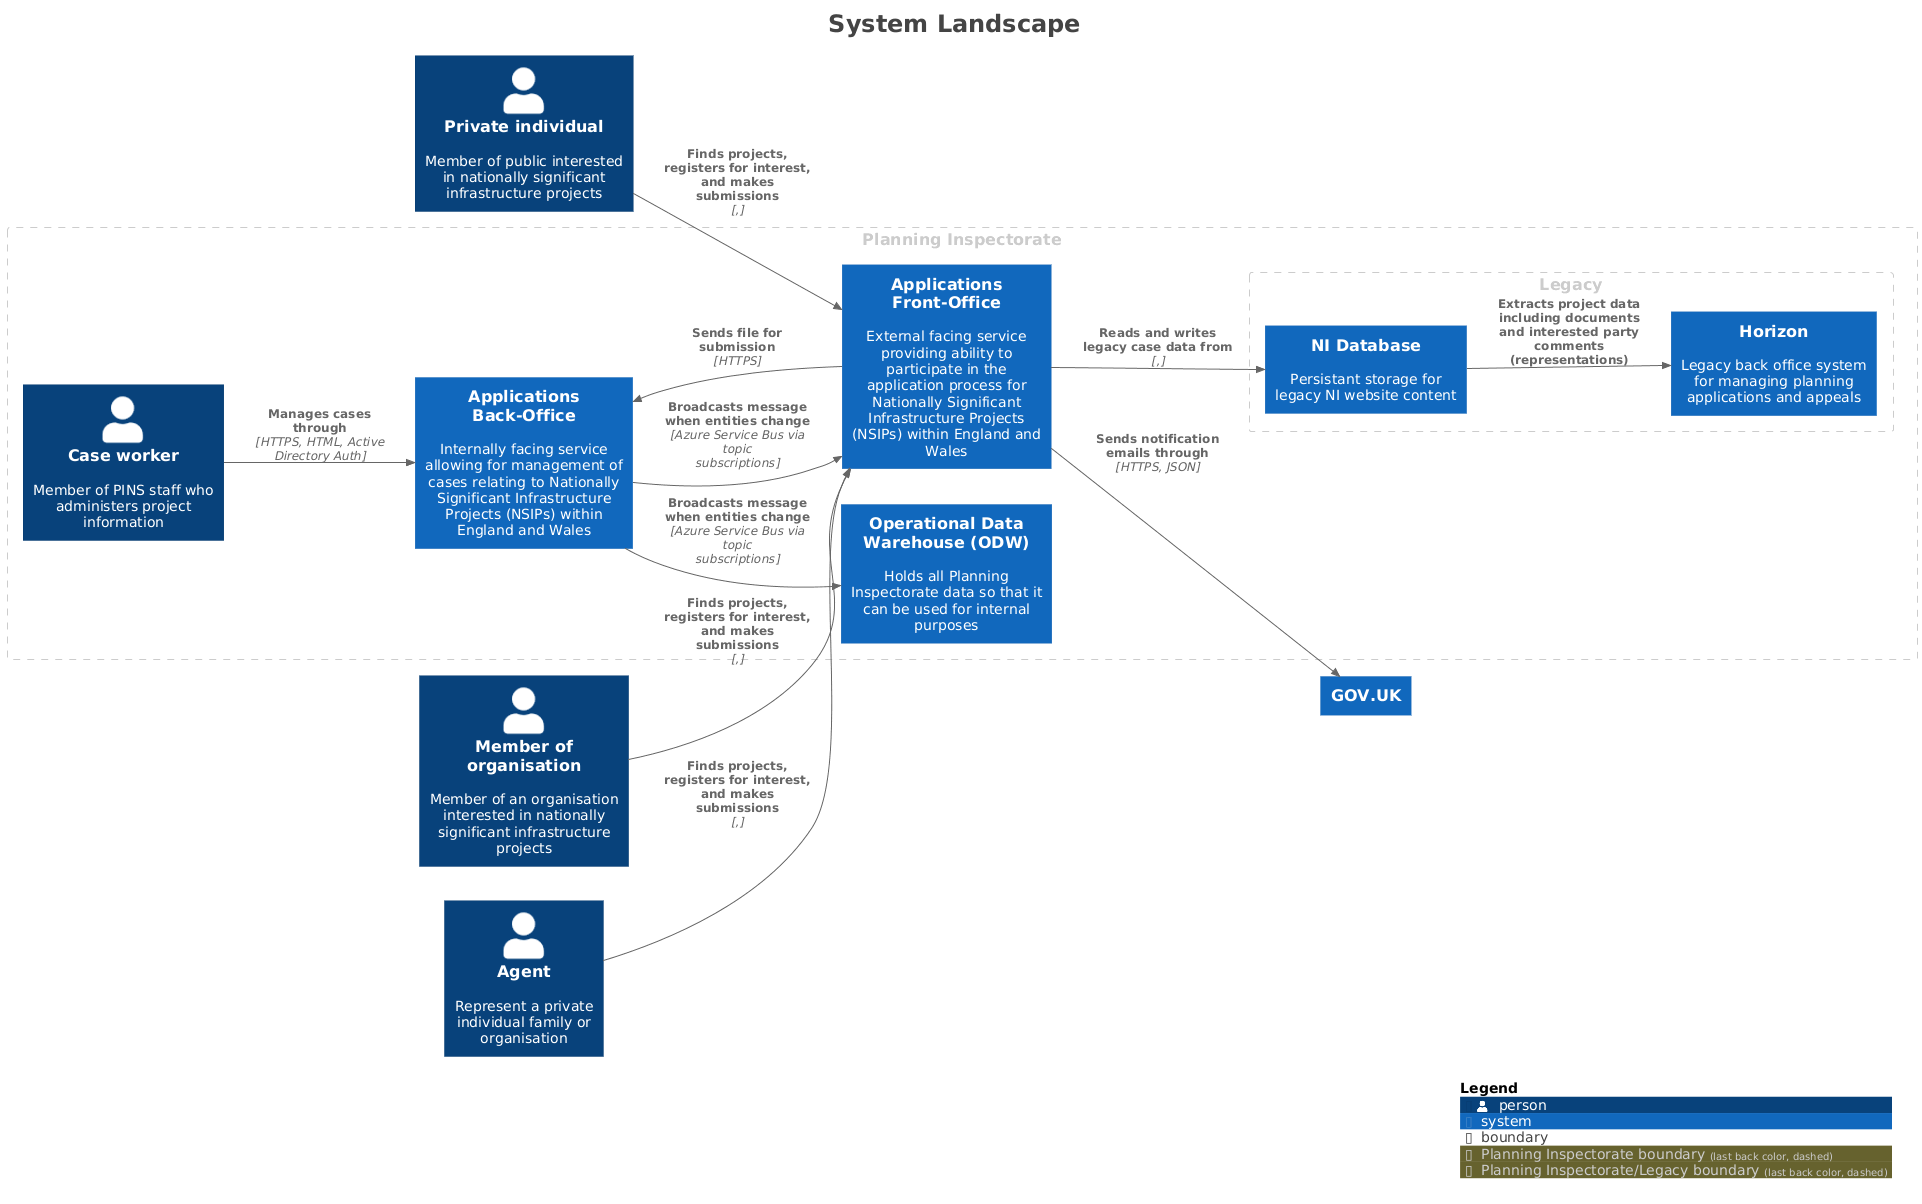 System Landscape
Private individual
Member of public interested
in nationally significant
infrastructure projects
Finds projects,
registers for interest,
and makes
submissions
[,]
Planning Inspectorate
Case worker
Member of PINS staff who
administers project
information
Manages cases
through
[HTTPS, HTML, Active
Directory Auth]
Applications
Back-Office
Internally facing service
allowing for management of
cases relating to Nationally
Significant Infrastructure
Projects (NSIPs) within
England and Wales
Sends file for
submission
[HTTPS]
Broadcasts message
when entities change
[Azure Service Bus via
topic
subscriptions]
Broadcasts message
when entities change
[Azure Service Bus via
topic
subscriptions]
Applications
Front-Office
External facing service
providing ability to
participate in the
application process for
Nationally Significant
Infrastructure Projects
(NSIPs) within England and
Wales
Operational Data
Warehouse (ODW)
Holds all Planning
Inspectorate data so that it
can be used for internal
purposes
Reads and writes
legacy case data from
[,]
Sends notification
emails through
[HTTPS, JSON]
Legacy
NI Database
Persistant storage for
legacy NI website content
Extracts project data
including documents
and interested party
comments
(representations)
Horizon
Legacy back office system
for managing planning
applications and appeals
GOV.UK
Finds projects,
registers for interest,
and makes
submissions
[,]
Member of
organisation
Member of an organisation
interested in nationally
significant infrastructure
projects
Finds projects,
registers for interest,
and makes
submissions
[,]
Agent
Represent a private
individual family or
organisation
Legend
person
system
boundary
Planning Inspectorate boundary (last back color, dashed)
Planning Inspectorate/Legacy boundary (last back color, dashed)